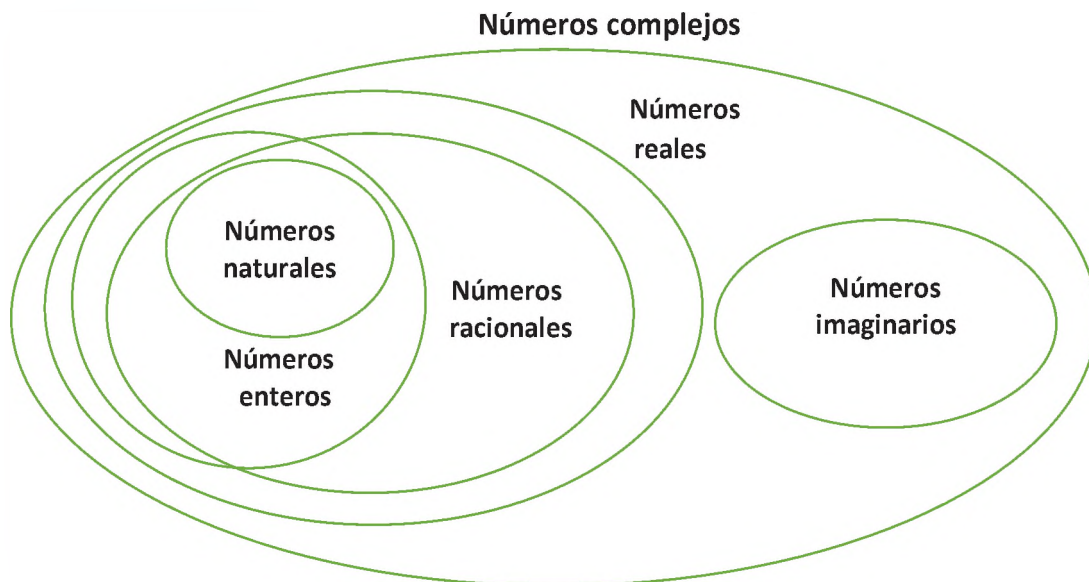 Números complejos
Números
reales
Números
naturales
Números
racionales
Números
enteros
Números
imaginarios